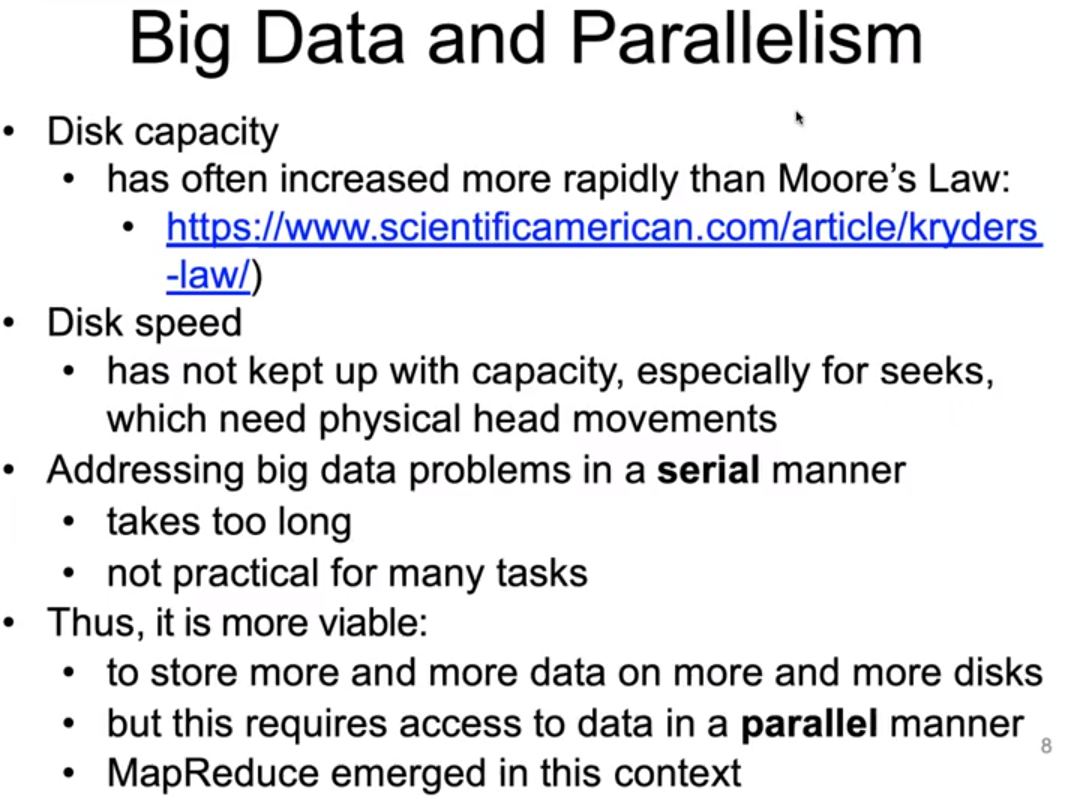 Big Data and Parallelism
• Disk capacity
• has often increased more rapidly than Moore's Law:
• https://www.scientificamerican.com/article/kryders
-law/)
• Disk speed
• has not kept up with capacity, especially for seeks,
which need physical head movements
• Addressing big data problems in a serial manner
• takes too long
• not practical for many tasks
• Thus, it is more viable:
• to store more and more data on more and more disks
• but this requires access to data in a parallel manner
• MapReduce emerged in this context
8